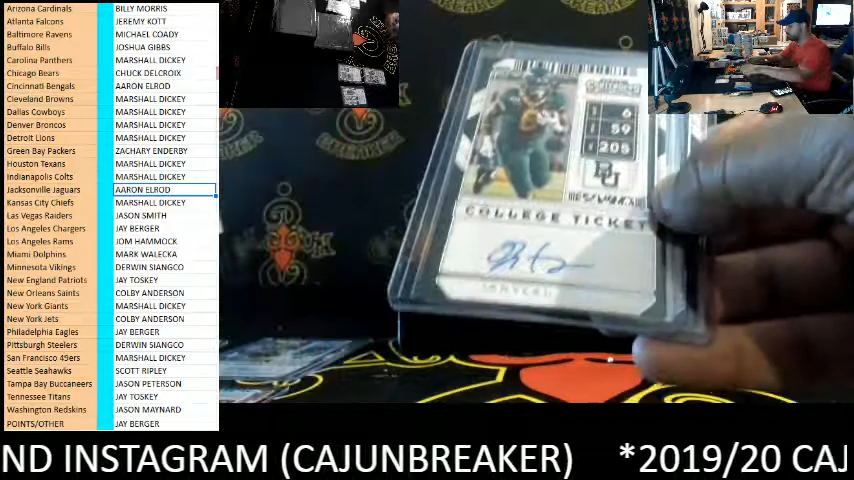 Arizona Cardinals BILLY MORRIS
Atlanta Falcons JEREMY KOTT
Baltimore Ravens MICHAEL COADY
Buffalo Bills JOSHUA GIBBS
Carolina Panthers MARSHALL DICKEY
Chicago Bears CHUCK DELCROIX
Cincinnati Bengals AARON ELROD
Cleveland Browns MARSHALL DICKEY
Dallas Cowboys MARSHALL DICKEY
Denver Broncos MARSHALL DICKEY
Detroit Lions MARSHALL DICKEY
Green Bay Packers ZACHARY ENDERBY
Houston Texans MARSHALL DICKEY
Indianapolis Colts MARSHALL DICKEY
Jacksonville Jaguars AARON ELROD
Kansas City Chiefs MARSHALL DICKEY
Las Vegas Raiders JASON SMITH
Los Angeles Chargers JAY BERGER
Los Angeles Rams JOM HAMMOCK
Miami Dolphins MARK WALECKA
Minnesota Vikings DERWIN SIANGCO
New England Patriots JAY TOSKEY
New Orleans Saints COLBY ANDERSON
New York Giants MARSHALL DICKEY
New York Jets COLBY ANDERSON
Philadelphia Eagles JAY BERGER
Pittsburgh Steelers DERWIN SIANGCO
San Francisco 49ers MARSHALL DICKEY
Seattle Seahawks SCOTT RIPLEY
Tampa Bay Buccaneers JASON PETERSON
Tennessee Titans JAY TOSKEY
Washington Redskins JASON MAYNARD
POINTS/OTHER JAY BERGER
6
59
205
BU
COLLEGE TICKET
ND INSTAGRAM (CAJUNBREAKER) *2019/20 CAJ